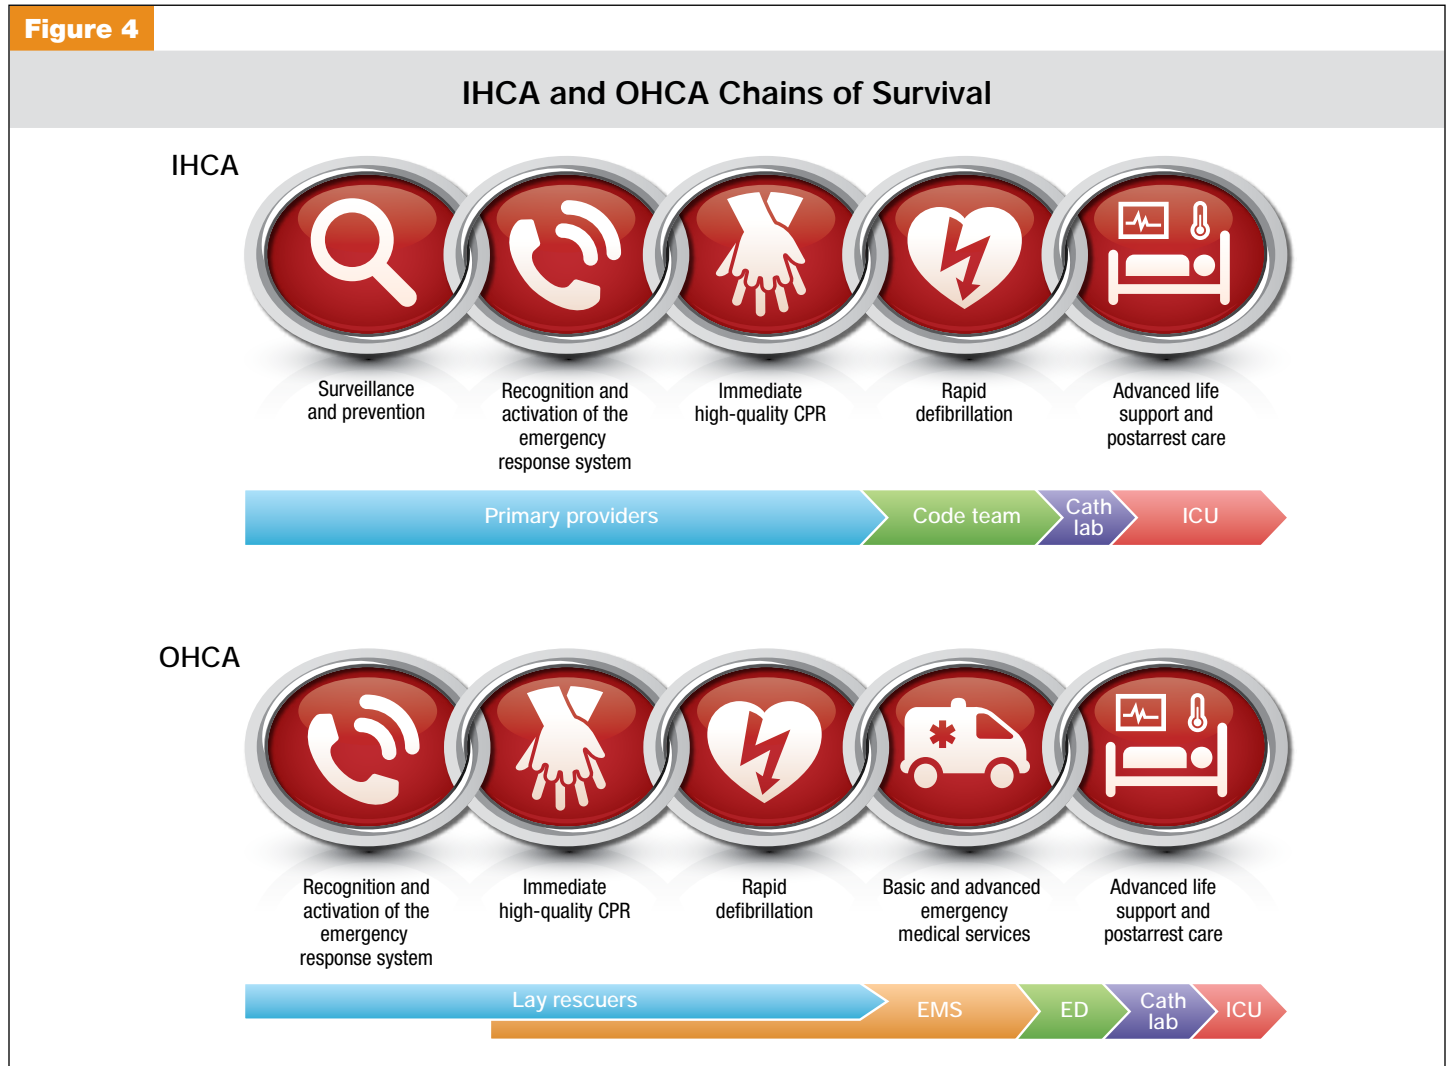 Figure 4
IHCA and OHCA Chains of Survival
IHCA
Surveillance
and prevention
Recognition and
activation of the
emergency
response system
Immediate
high-quality CPR
Rapid
defibrillation
Advanced life
support and
postarrest care
Primary providers
Code team
Cath
lab
ICU
OHCA
Recognition and
activation of the
emergency
response system
Immediate
high-quality CPR
Rapid
defibrillation
Basic and advanced
emergency
medical services
Advanced life
support and
postarrest care
Lay rescuers
EMS
ED
Cath
lab
ICU